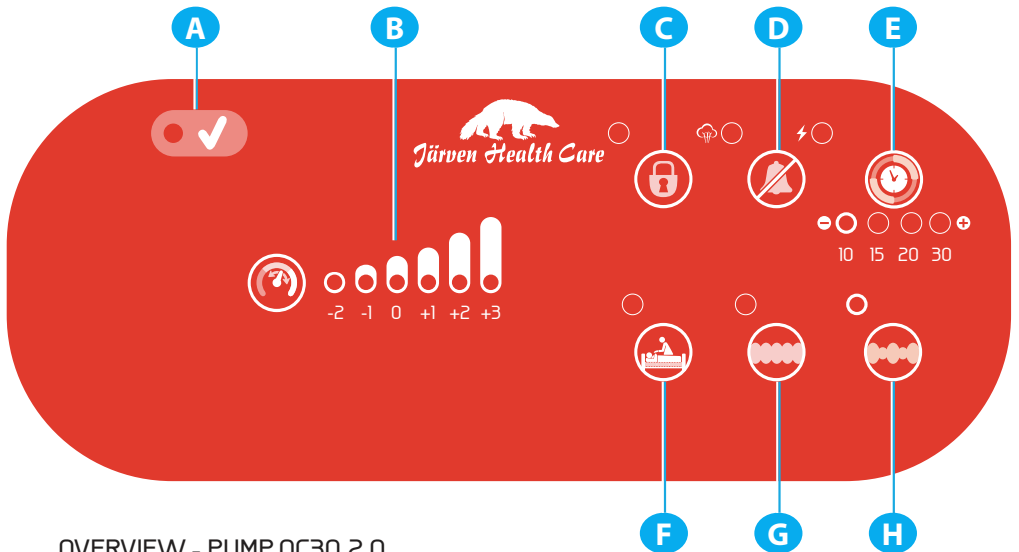 A B C D E
Järven Health Care
10 15 20 30
-2 -1 0 +1 +2 +3
F G H
OVERVIEW - PUMP OC30 2.0